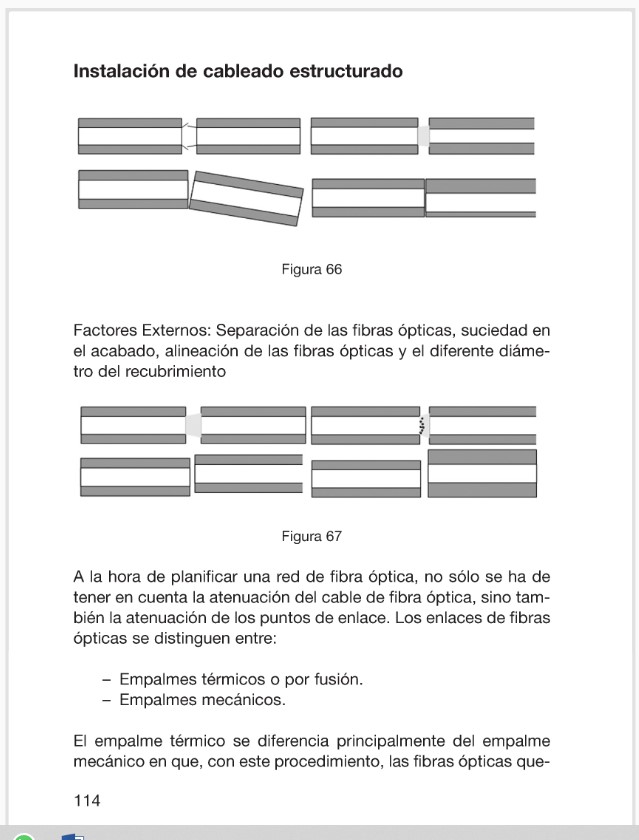 Instalación de cableado estructurado
Figura 66
Factores Externos: Separación de las fibras ópticas, suciedad en
el acabado, alineación de las fibras ópticas y el diferente diáme-
tro del recubrimiento
Figura 67
A la hora de planificar una red de fibra óptica, no sólo se ha de
tener en cuenta la atenuación del cable de fibra óptica, sino tam-
bién la atenuación de los puntos de enlace. Los enlaces de fibras
ópticas se distinguen entre:
– Empalmes térmicos o por fusión.
– Empalmes mecánicos.
El empalme térmico se diferencia principalmente del empalme
mecánico en que, con este procedimiento, las fibras ópticas que-
114